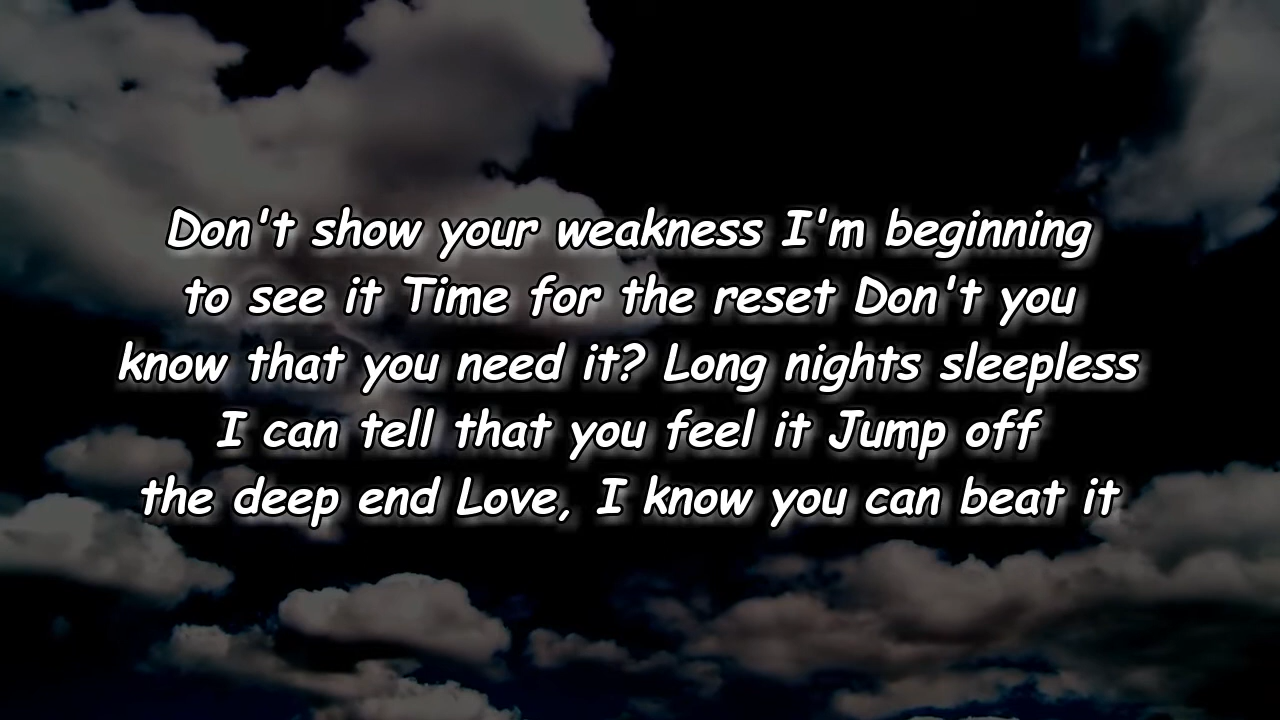 Don't show your weakness I'm beginning
to see it Time for the reset Don't you
know that you need it? Long nights sleepless
I can tell that you feel it Jump off
the deep end Love, I know you can beat it